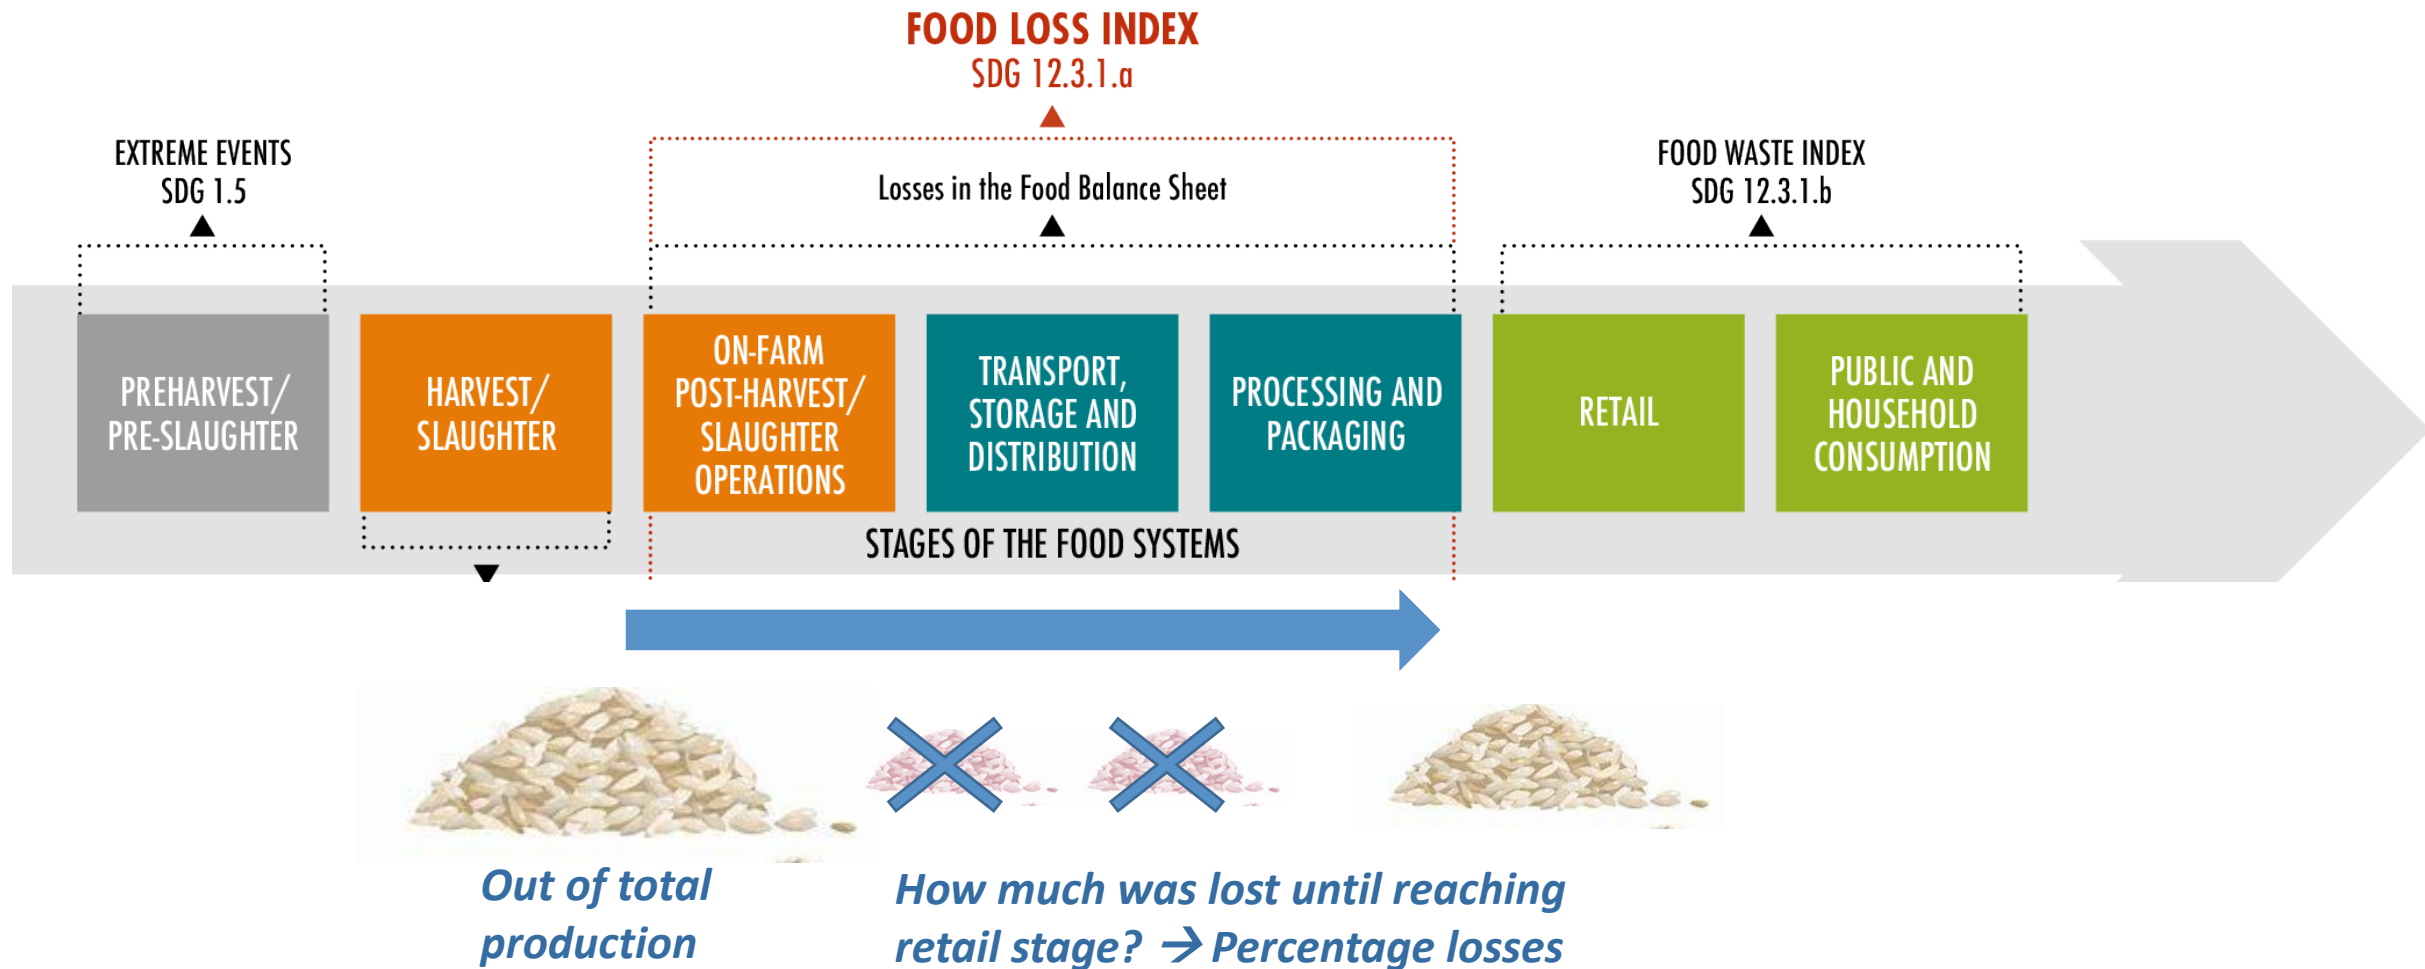 FOOD LOSS INDEX
SDG 12.3.1.a
EXTREME EVENTS
SDG 1.5
Losses in the Food Balance Sheet
FOOD WASTE INDEX
SDG 12.3.1.b
PREHARVEST/
PRE-SLAUGHTER
HARVEST/
SLAUGHTER
ON-FARM
POST-HARVEST/
SLAUGHTER
OPERATIONS
TRANSPORT,
STORAGE AND
DISTRIBUTION
PROCESSING AND
PACKAGING
RETAIL
PUBLIC AND
HOUSEHOLD
CONSUMPTION
STAGES OF THE FOOD SYSTEMS
Out of total
production
How much was lost until reaching
retail stage? → Percentage losses